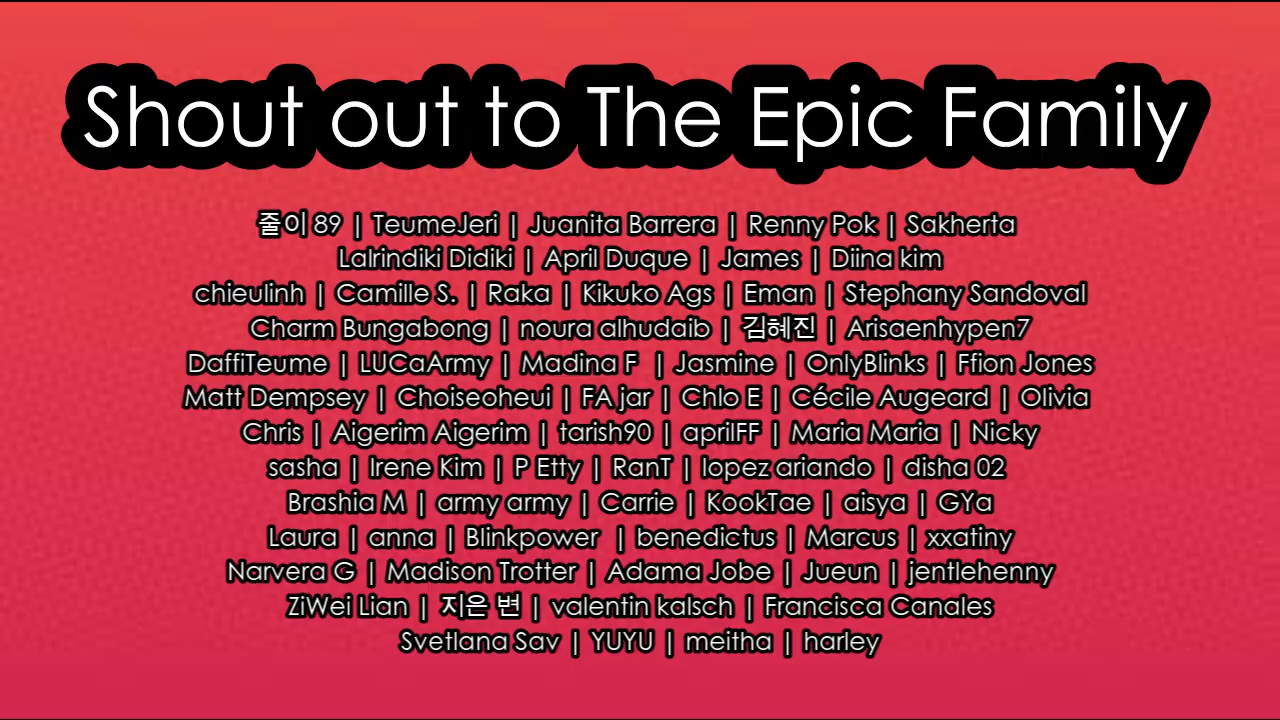 Shout out to The Epic Family
줄이 89 | TeumeJeri | Juanita Barrera | Renny Pok | Sakherta
Lalrindiki Didiki | April Duque | James | Diina kim
chieulinh | Camille S. | Raka | Kikuko Ags | Eman | Stephany Sandoval
Charm Bungabong | noura alhudaib | 김혜진 | Arisaenhypen7
DaffiTeume | LUCaArmy | Madina F | Jasmine | OnlyBlinks | Ffion Jones
Matt Dempsey | Choiseoheui | FA jar | Chlo E | Cécile Augeard | Olivia
Chris | Aigerim Aigerim | tarish90 | aprilFF | Maria Maria | Nicky
sasha | Irene Kim | P Etty | RanT | lopez ariando | disha 02
Brashia M | army army | Carrie | KookTae | aisya | GYa
Laura | anna | Blinkpower | benedictus | Marcus | xxatiny
Narvera G | Madison Trotter | Adama Jobe | Jueun | jentlehenny
ZiWei Lian | 지은 변 | valentin kalsch | Francisca Canales
Svetlana Sav | YUYU | meitha | harley